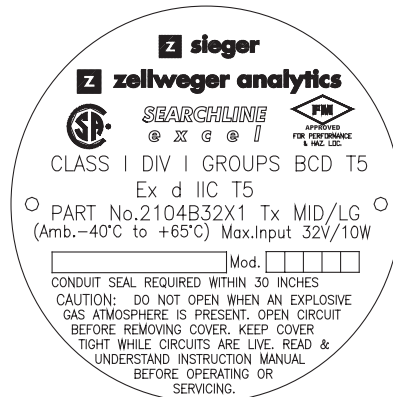 z sieger
z zellweger analytics
SA
SEARCHLINE
excel
FM
APPROVED
FOR PERFORMANCE
& HAZ. LOC.
CLASS I DIV I GROUPS BCD T5
Ex d IIC T5
PART No.2104B32X1 Tx MID/LG
(Amb.-40°C to +65°C) Max.Input 32V/10W
Mod.
CONDUIT SEAL REQUIRED WITHIN 30 INCHES
CAUTION: DO NOT OPEN WHEN AN EXPLOSIVE
GAS ATMOSPHERE IS PRESENT. OPEN CIRCUIT
BEFORE REMOVING COVER. KEEP COVER
TIGHT WHILE CIRCUITS ARE LIVE. READ &
UNDERSTAND INSTRUCTION MANUAL
BEFORE OPERATING OR
SERVICING.